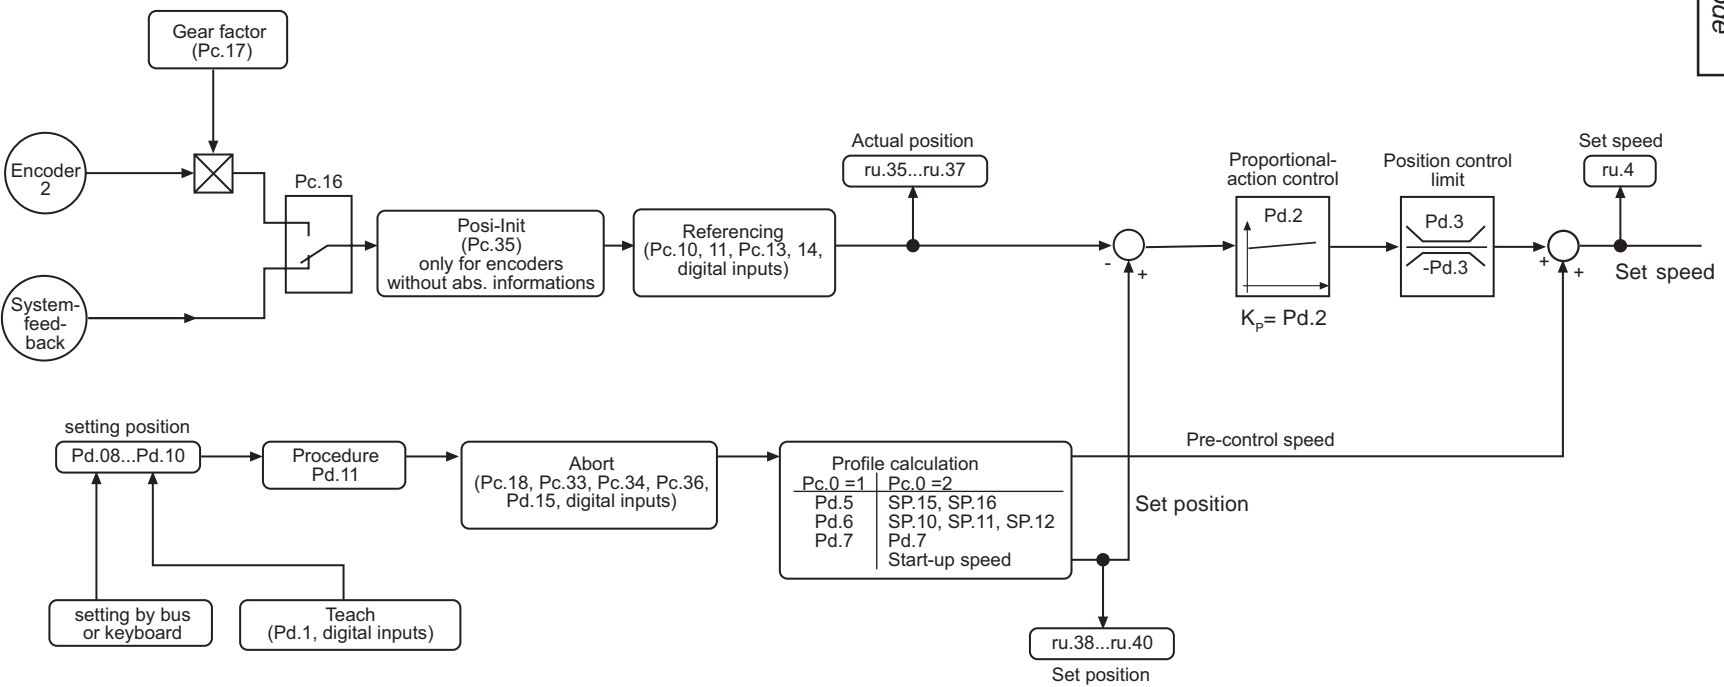 Gear factor
(Pc.17)
Encoder
2
Pc.16
System-
feed-
back
Posi-Init
(Pc.35)
only for encoders
without abs. informations
Referencing
(Pc.10, 11, Pc.13, 14,
digital inputs)
Actual position
ru.35...ru.37
-
+
Proportional-
action control
Pd.2
KP= Pd.2
Position control
limit
Pd.3
-Pd.3
+
+
Set speed
ru.4
Set speed
setting position
Pd.08...Pd.10
Procedure
Pd.11
Abort
(Pc.18, Pc.33, Pc.34, Pc.36,
Pd.15, digital inputs)
Profile calculation
Pc.0 =1 Pc.0 =2
Pd.5 SP.15, SP.16
Pd.6 SP.10, SP.11, SP.12
Pd.7 Pd.7
Start-up speed
Pre-control speed
Set position
setting by bus
or keyboard
Teach
(Pd.1, digital inputs)
ru.38...ru.40
Set position